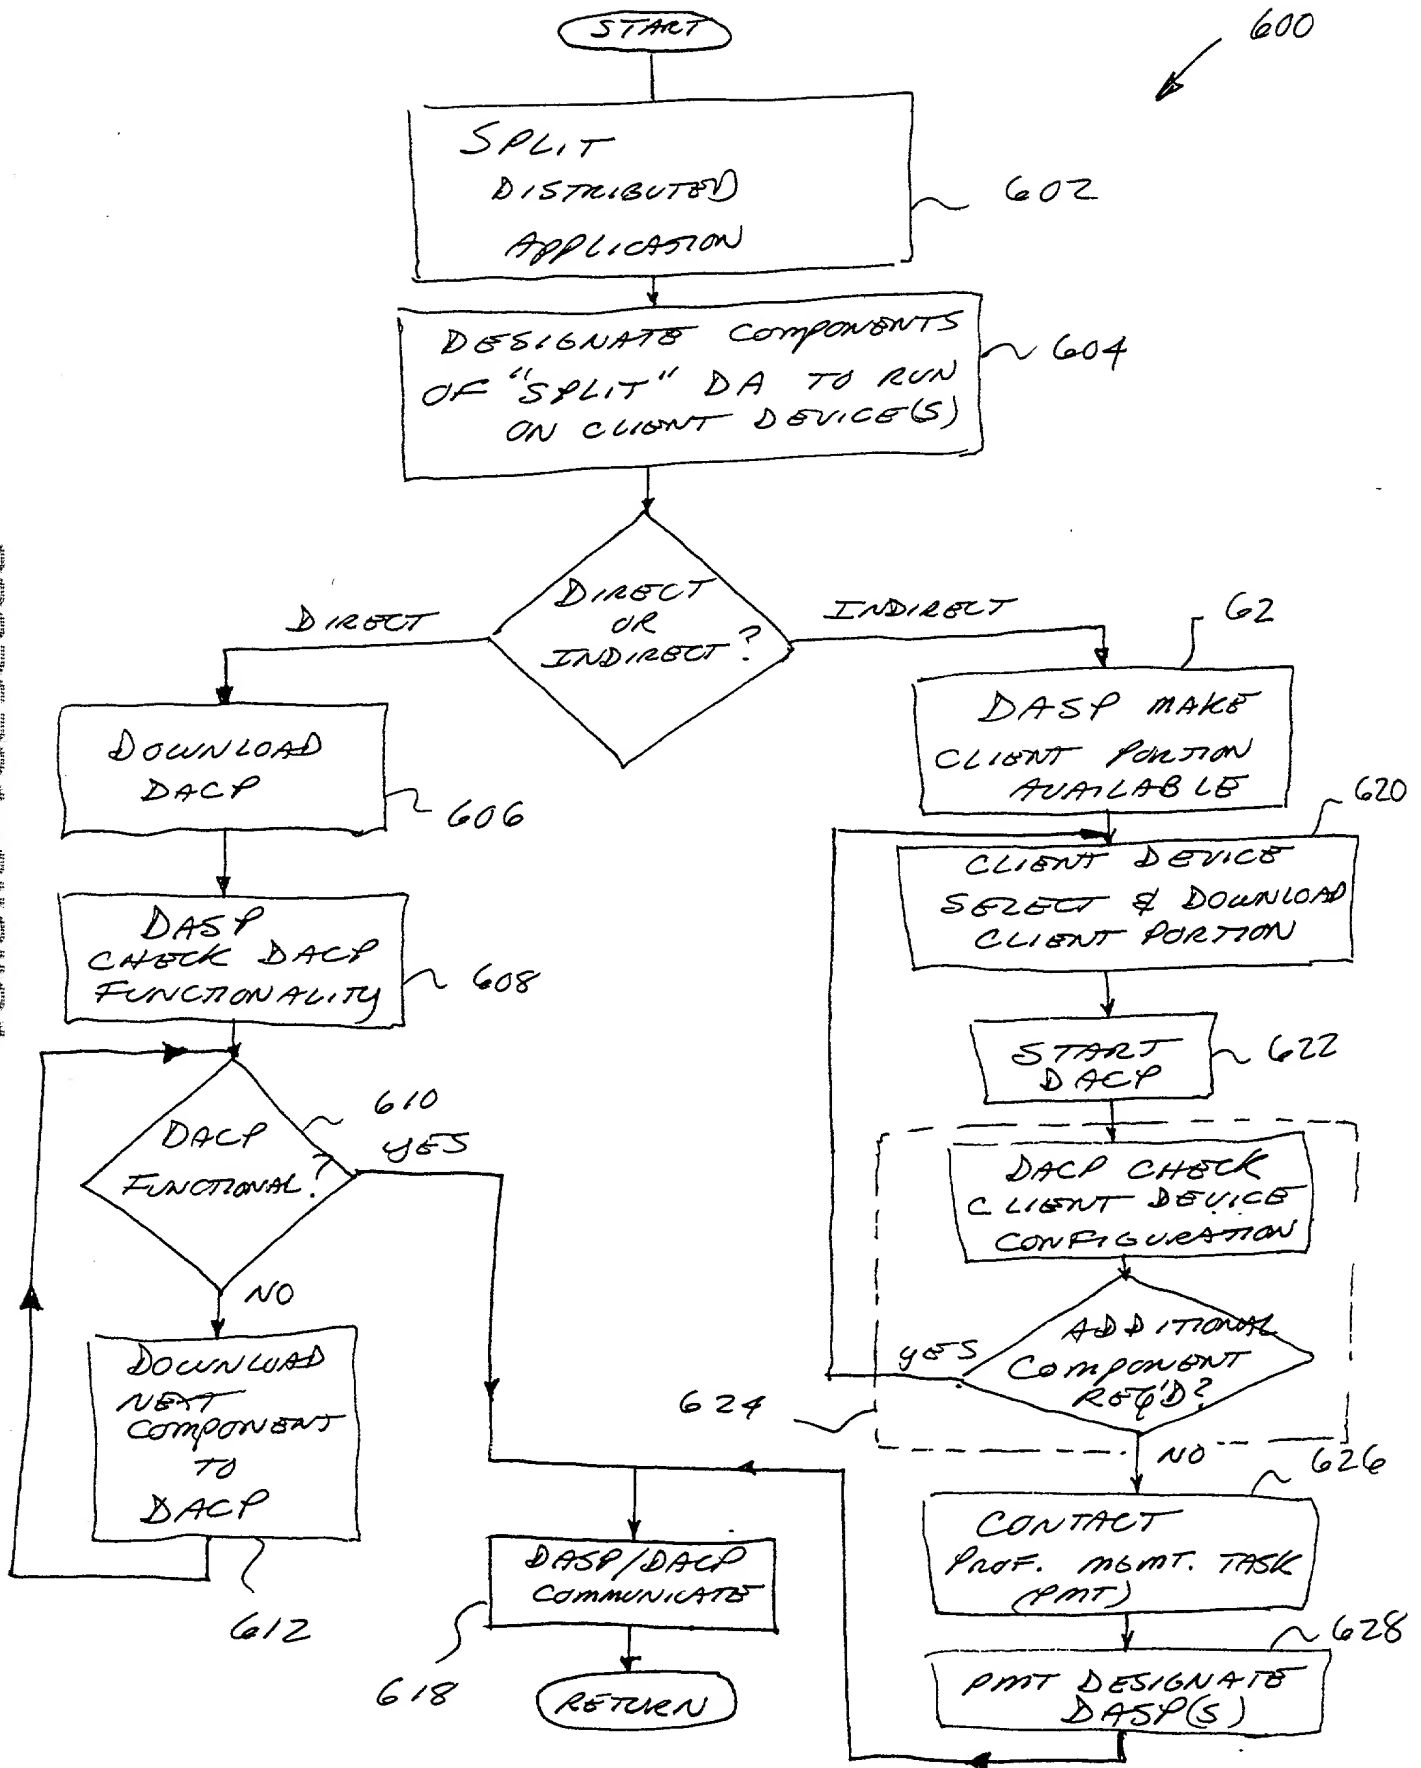 START
600
SPLIT
DISTRIBUTED
APPLICATION
602
DESIGNATE COMPONENTS
OF "SPLIT" DA TO RUN
ON CLIENT DEVICE(S)
604
DIRECT
OR
INDIRECT?
DIRECT
INDIRECT
DOWNLOAD
DACP
606
DASP
CHECK DACP
FUNCTIONALITY
608
DACP
FUNCTIONAL?
610
YES
NO
DOWNLOAD
NEXT
COMPONENT
TO
DACP
612
62
DASP MAKE
CLIENT PORTION
AVAILABLE
620
CLIENT DEVICE
SELECT & DOWNLOAD
CLIENT PORTION
START
DACP
622
DACP CHECK
CLIENT DEVICE
CONFIGURATION
ADDITIONAL
COMPONENT
REQ'D?
YES
624
NO
626
CONTACT
PROF. MGMT. TASK
(PMT)
628
PMT DESIGNATE
DASP(S)
DASP/DACP
COMMUNICATE
618
RETURN